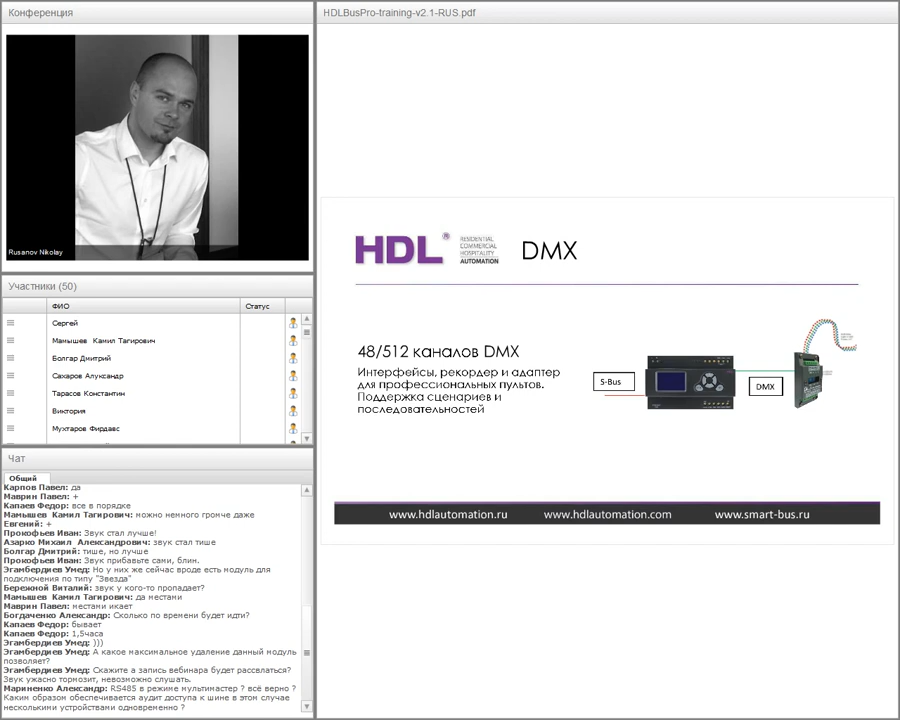 Конференция
Rusanov Nikolay
Участники (50)
ФИО Статус
Сергей
Мамышев Камил Тагирович
Болгар Дмитрий
Сахаров Алуксандр
Тарасов Константин
Виктория
Мухтаров Фирдавс
Чат
Общий
Карпов Павел: да
Маврин Павел: +
Капаев Федор: все в порядке
Мамышев Камил Тагирович: можно немного громче даже
Евгений: +
Прокофьев Иван: Звук стал лучше!
Азарко Михаил Александрович: звук стал тише
Болгар Дмитрий: тише, но лучше
Прокофьев Иван: Звук прибавьте сами, блин.
Эгамбердиев Умед: Но у них же сейчас вроде есть модуль для
подключения по типу "Звезда"
Бережной Виталий: звук у кого-то пропадает?
Мамышев Камил Тагирович: да местами
Маврин Павел: местами икает
Богдаченко Александр: Сколько по времени будет идти?
Капаев Федор: бывает
Капаев Федор: 1,5часа
Эгамбердиев Умед: )))
Эгамбердиев Умед: А какое максимальное удаление данный модуль
позволяет?
Эгамбердиев Умед: Скажите а запись вебинара будет рассвлаться?
Звук ужасно тормозит, невозможно слушать.
Мариненко Александр: RS485 в режиме мультимастер ? всё верно ?
Каким образом обеспечивается аудит доступа к шине в этом случае
несколькими устройствами одновременно ?
HDLBusPro-training-v2.1-RUS.pdf
HDL®
RESIDENTIAL
COMMERCIAL
HOSPITALITY
AUTOMATION
DMX
48/512 каналов DMX
Интерфейсы, рекордер и адаптер
для профессиональных пультов.
Поддержка сценариев и
последовательностей
S-Bus
DMX
www.hdlautomation.ru www.hdlautomation.com www.smart-bus.ru